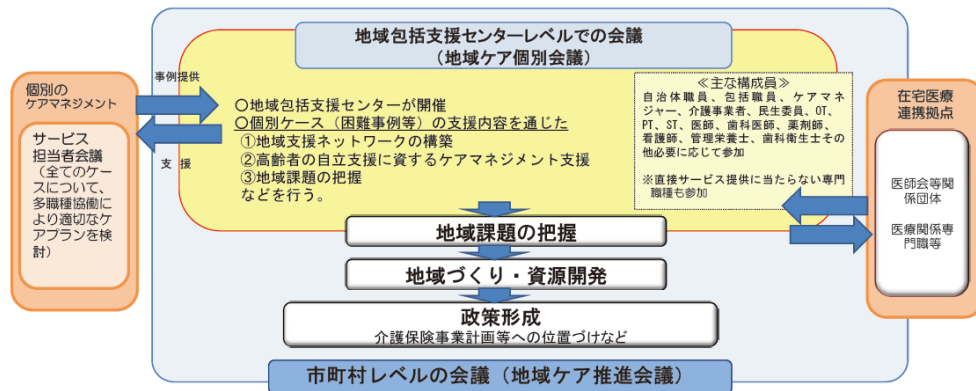 地域包括支援センターレベルでの会議
（地域ケア個別会議）
個別の
ケアマネジメント
サービス
担当者会議
（全てのケー
スについて、
多職種協働に
より適切なケ
アプランを検
討）
事例提供
支援
〇地域包括支援センターが開催
〇個別ケース（困難事例等）の支援内容を通じた
①地域支援ネットワークの構築
②高齢者の自立支援に資するケアマネジメント支援
③地域課題の把握
などを行う。
≪主な構成員≫
自治体職員、包括職員、ケアマネ
ジャー、介護事業者、民生委員、OT、
PT、ST、医師、歯科医師、薬剤師、
看護師、管理栄養士、歯科衛生士その
他必要に応じて参加
※直接サービス提供に当たらない専門
職種も参加
在宅医療
連携拠点
医師会等関
係団体
医療関係専
門職等
地域課題の把握
地域づくり・資源開発
政策形成
介護保険事業計画等への位置づけなど
市町村レベルの会議（地域ケア推進会議）